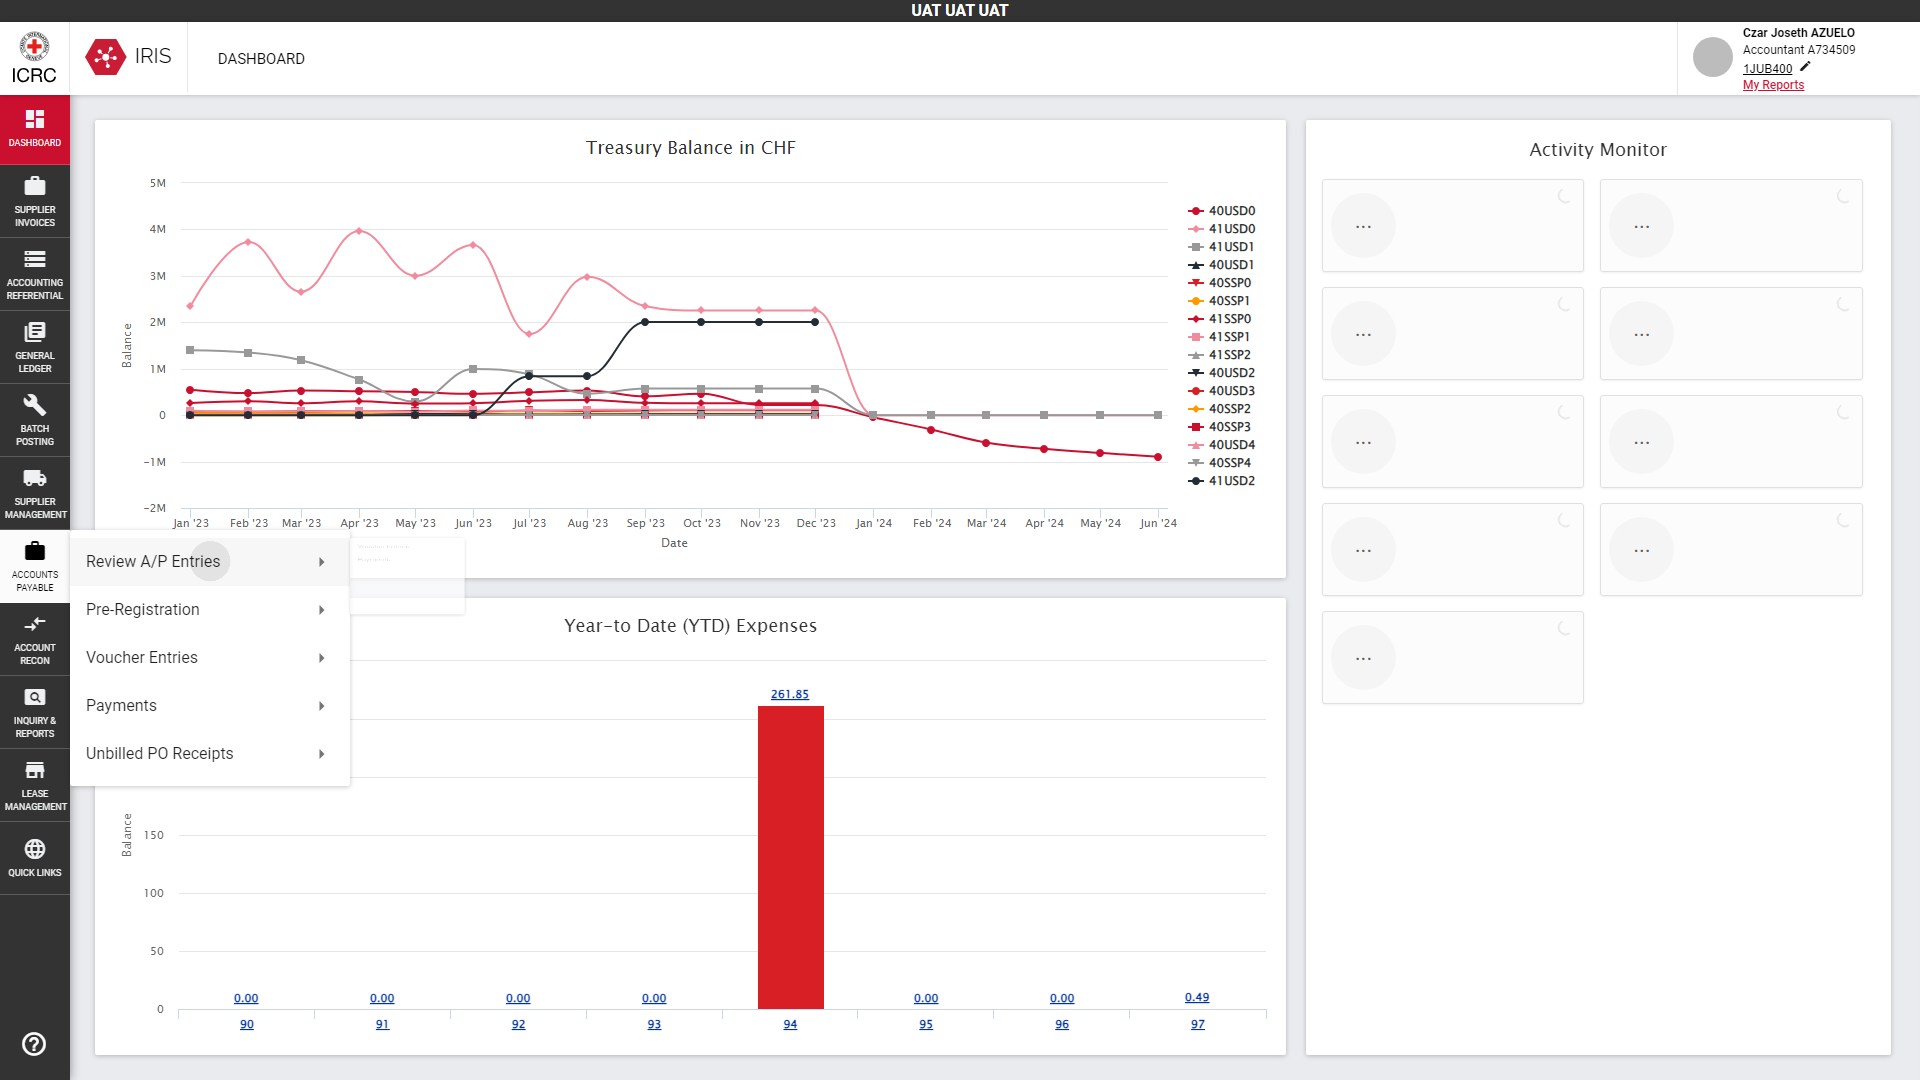 UAT UAT UAT
ICRC
IRIS
DASHBOARD
Czar Joseth AZUELO
Accountant A734509
1JUB400
My Reports
DASHBOARD
SUPPLIER
INVOICES
ACCOUNTING
REFERENTIAL
GENERAL
LEDGER
BATCH
POSTING
SUPPLIER
MANAGEMENT
ACCOUNTS
PAYABLE
ACCOUNT
RECON
INQUIRY &
REPORTS
LEASE
MANAGEMENT
QUICK LINKS
Review A/P Entries
Pre-Registration
Voucher Entries
Payments
Unbilled PO Receipts
Treasury Balance in CHF
Balance
5M
4M
3M
2M
1M
0
-1M
-2M
Jan '23 Feb '23 Mar '23 Apr '23 May '23 Jun '23 Jul '23 Aug '23 Sep '23 Oct '23 Nov '23 Dec '23 Jan '24 Feb '24 Mar '24 Apr '24 May '24 Jun '24
Date
40USD0
41USD0
41USD1
40USD1
40SSP0
40SSP1
41SSP0
41SSP1
41SSP2
40USD2
40USD3
40SSP2
40SSP3
40USD4
40SSP4
41USD2
Year-to Date (YTD) Expenses
Balance
150
100
50
0
0.00 0.00 0.00 0.00 261.85 0.00 0.00 0.49
90 91 92 93 94 95 96 97
Activity Monitor
... ...
... ...
... ...
... ...
...